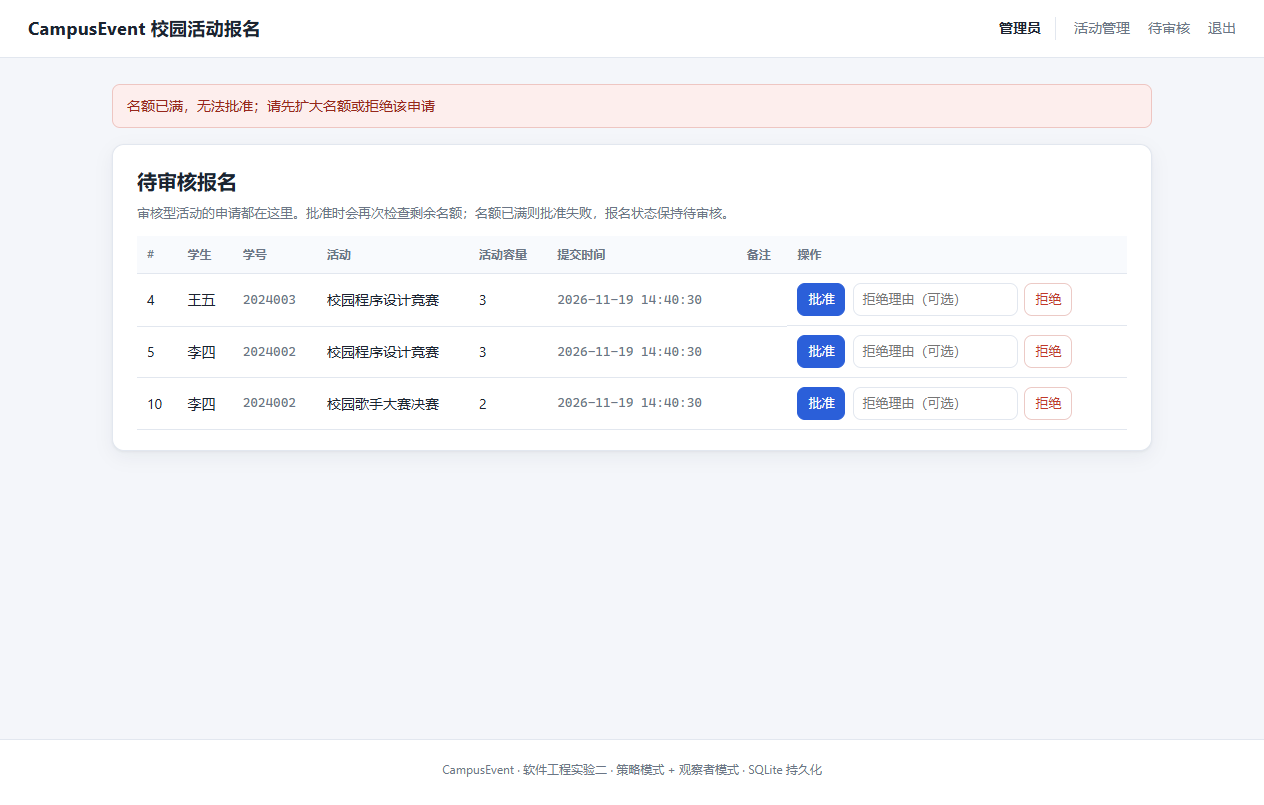 CampusEvent 校园活动报名
管理员 活动管理 待审核 退出
名额已满，无法批准；请先扩大名额或拒绝该申请
待审核报名
审核型活动的申请都在这里。批准时会再次检查剩余名额；名额已满则批准失败，报名状态保持待审核。
# 学生 学号 活动 活动容量 提交时间 备注 操作
4 王五 2024003 校园程序设计竞赛 3 2026-11-19 14:40:30 批准 拒绝理由（可选） 拒绝
5 李四 2024002 校园程序设计竞赛 3 2026-11-19 14:40:30 批准 拒绝理由（可选） 拒绝
10 李四 2024002 校园歌手大赛决赛 2 2026-11-19 14:40:30 批准 拒绝理由（可选） 拒绝
CampusEvent · 软件工程实验二 · 策略模式 + 观察者模式 · SQLite 持久化